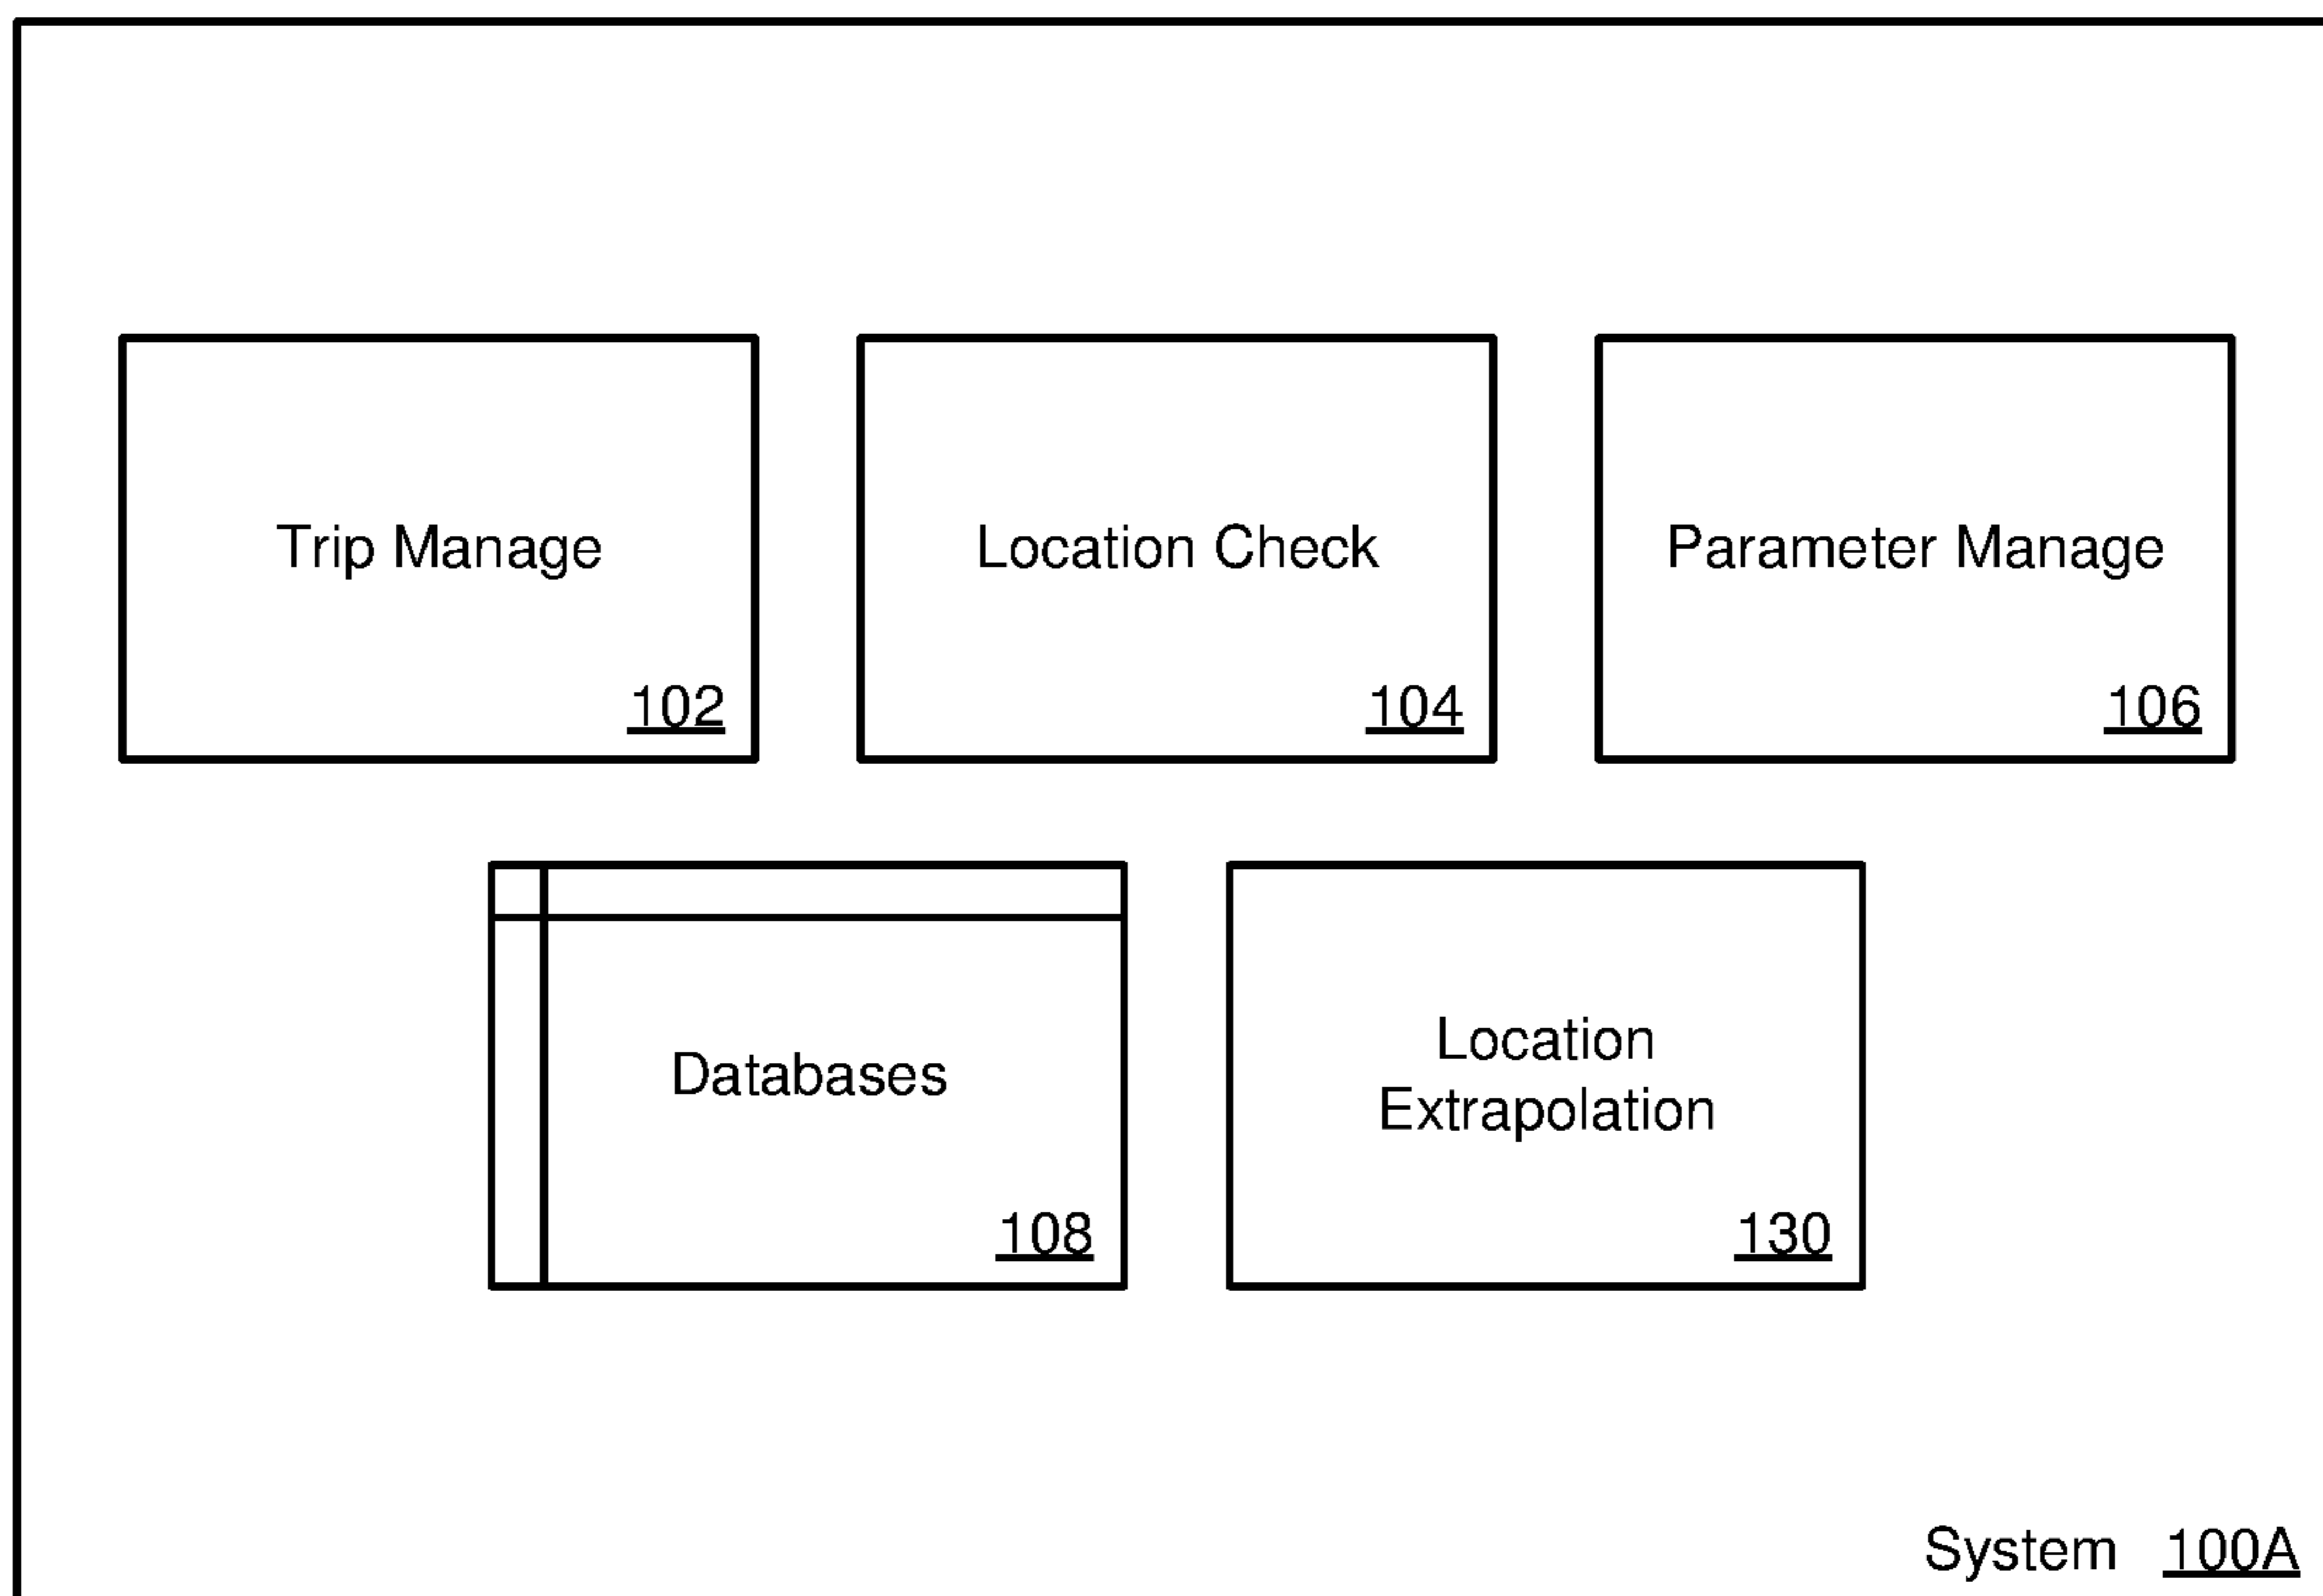 Trip Manage
102
Location Check
104
Parameter Manage
106
Databases
108
Location
Extrapolation
130
System 100A